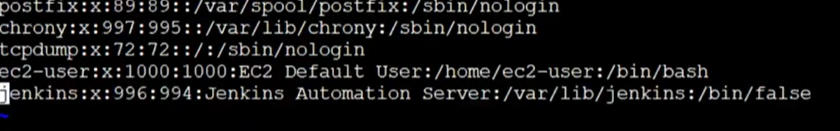 postfix:x:89:89::/var/spool/postfix:/sbin/nologin
chrony:x:997:995::/var/lib/chrony:/sbin/nologin
tcpdump:x:72:72::/:/sbin/nologin
ec2-user:x:1000:1000:EC2 Default User:/home/ec2-user:/bin/bash
jenkins:x:996:994:Jenkins Automation Server:/var/lib/jenkins:/bin/false
~